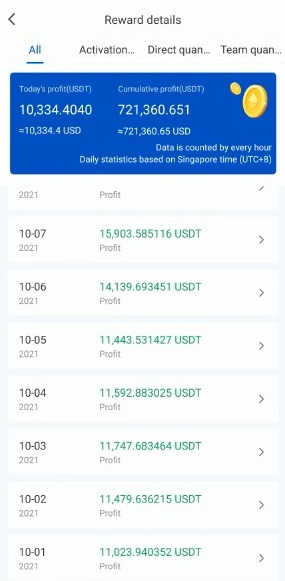 Reward details
All Activation... Direct quan... Team quan...
Today's profit(USDT) Cumulative profit(USDT)
10,334.4040 721,360.651
≈10,334.4 USD ≈721,360.65 USD
Data is counted by every hour
Daily statistics based on Singapore time (UTC+8)
2021 Profit
10-07 15,903.585116 USDT
2021 Profit
10-06 14,139.693451 USDT
2021 Profit
10-05 11,443.531427 USDT
2021 Profit
10-04 11,592.883025 USDT
2021 Profit
10-03 11,747.683464 USDT
2021 Profit
10-02 11,479.636215 USDT
2021 Profit
10-01 11,023.940352 USDT
2021 Profit